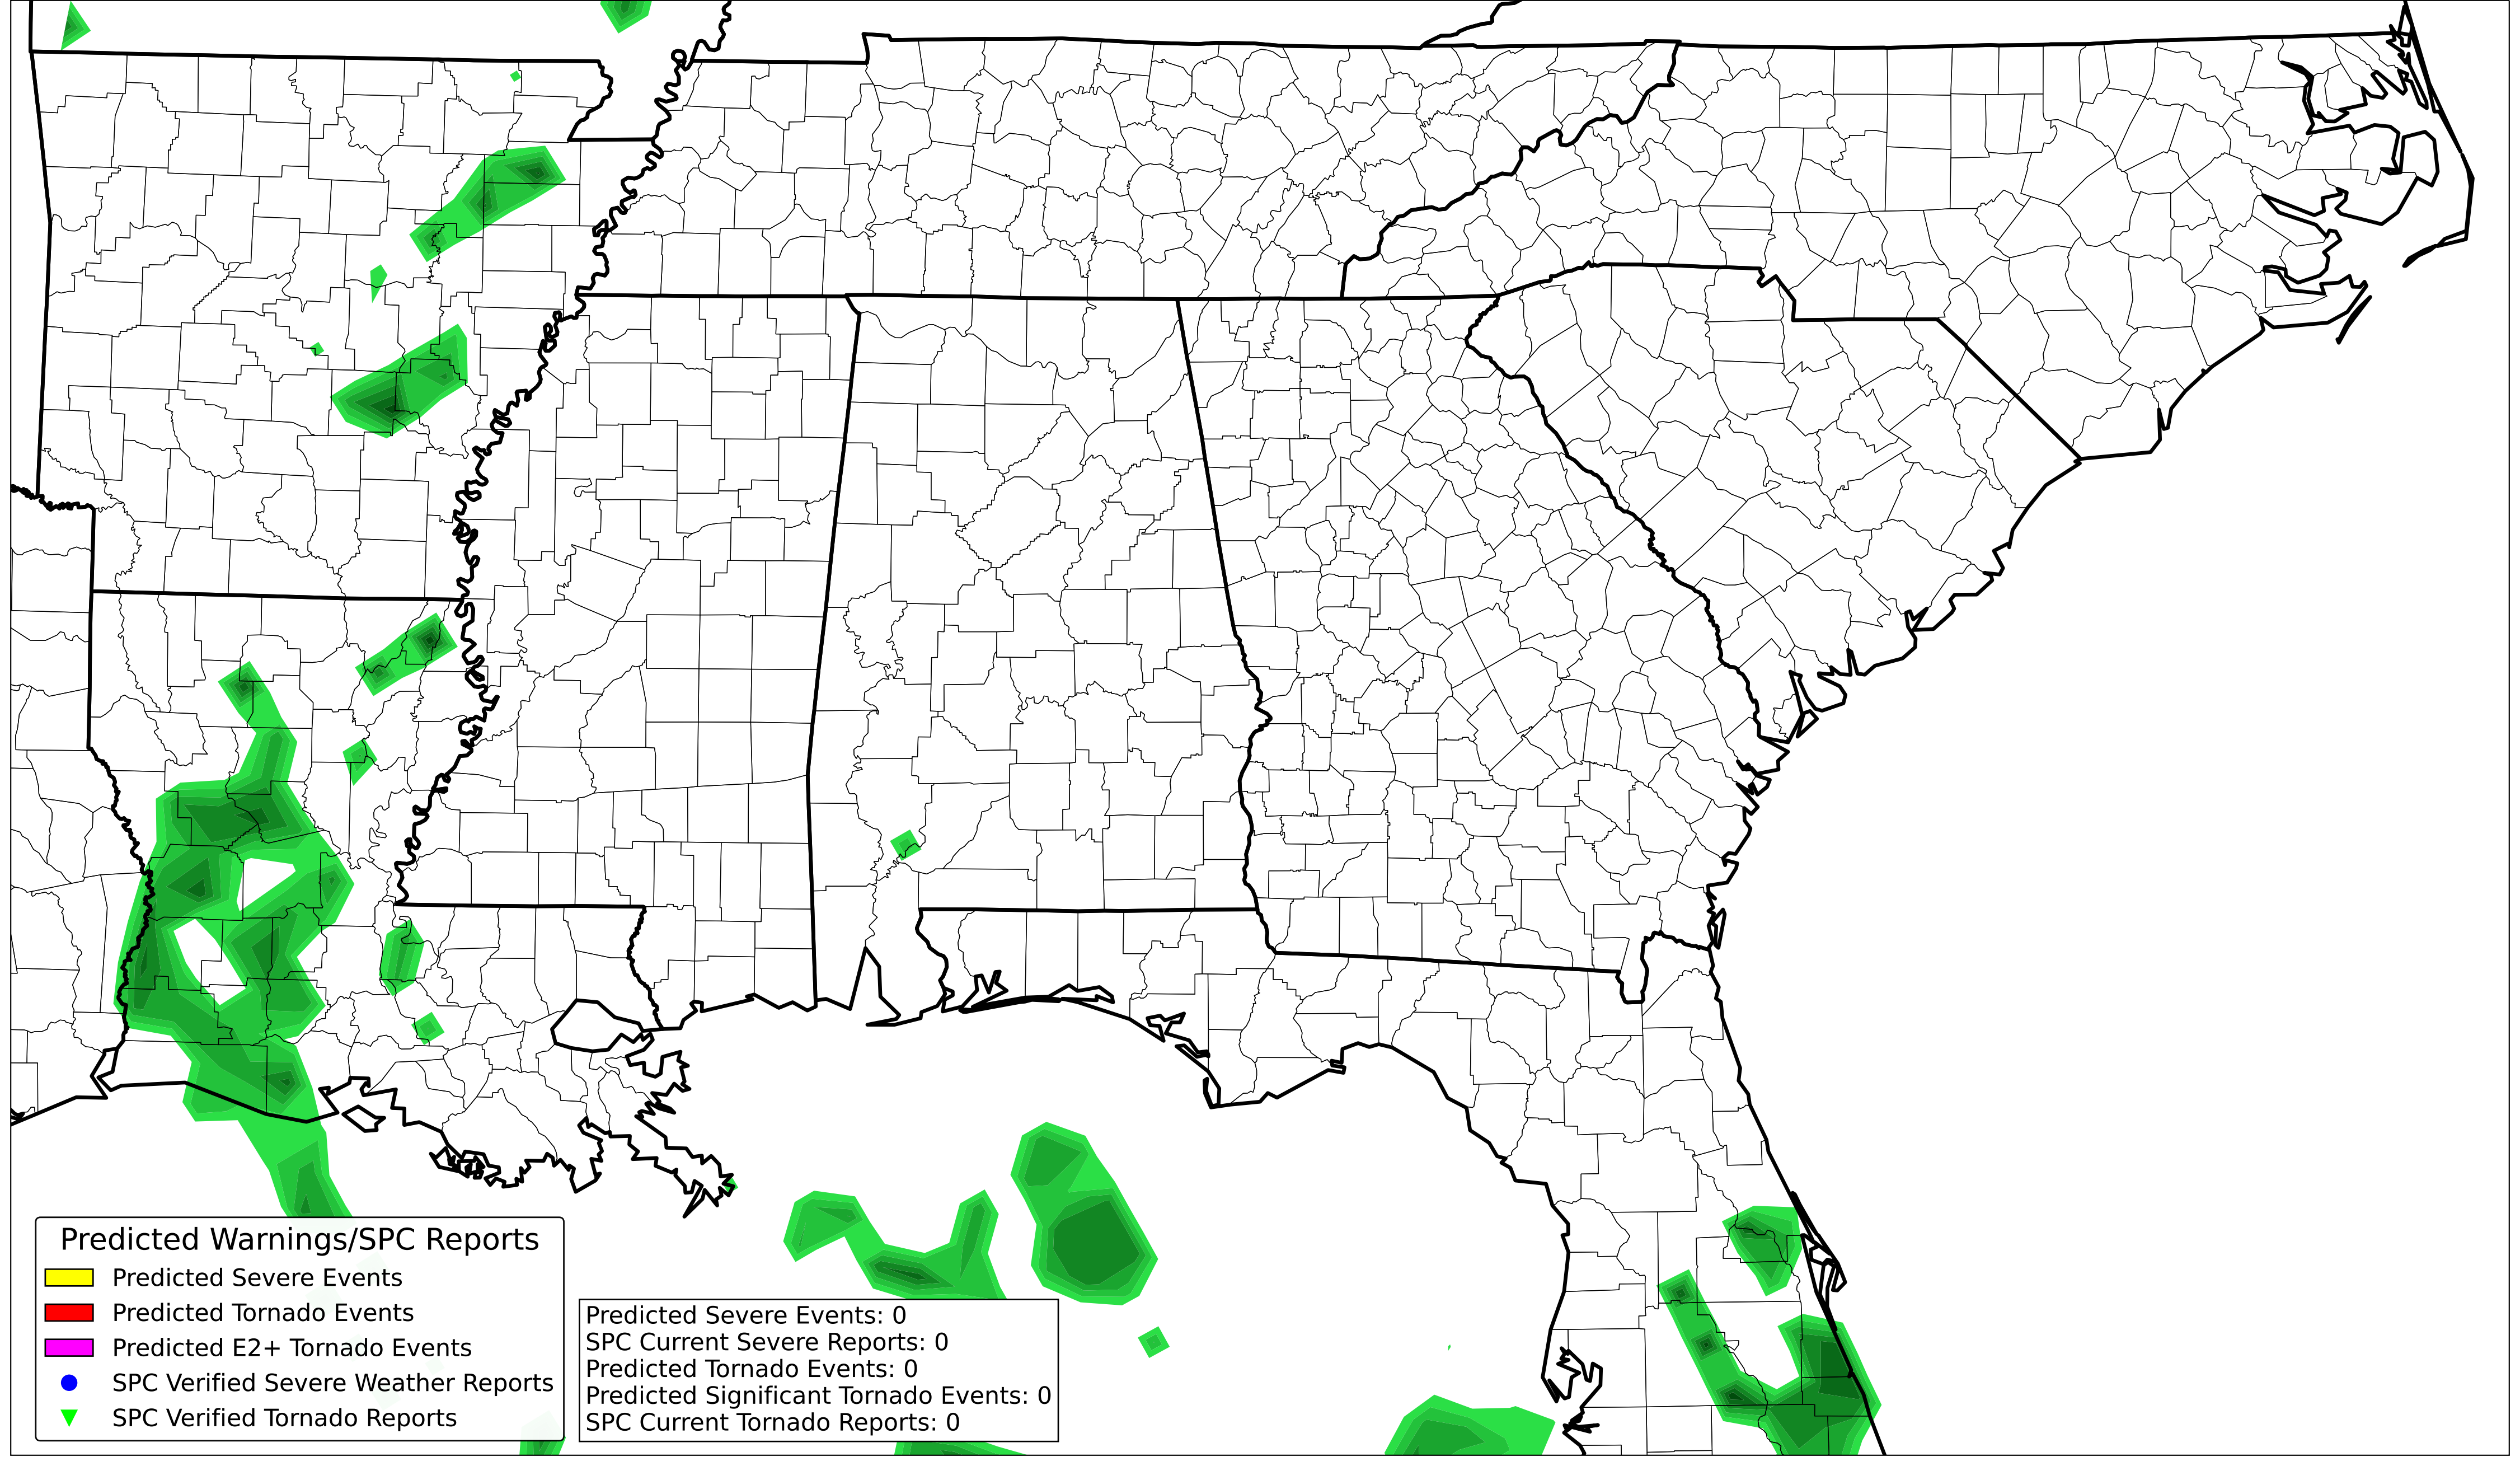 Predicted Warnings/SPC Reports
Predicted Severe Events
Predicted Tornado Events
Predicted E2+ Tornado Events
SPC Verified Severe Weather Reports
SPC Verified Tornado Reports
Predicted Severe Events: 0
SPC Current Severe Reports: 0
Predicted Tornado Events: 0
Predicted Significant Tornado Events: 0
SPC Current Tornado Reports: 0